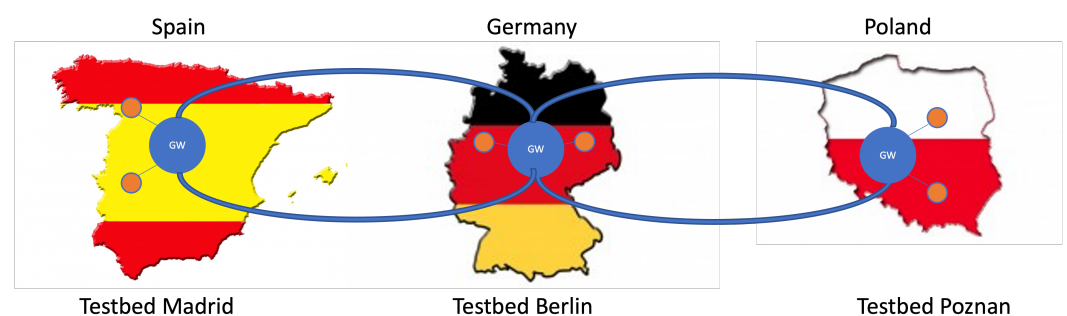 Spain
Germany
Poland
GW
GW
GW
Testbed Madrid
Testbed Berlin
Testbed Poznan